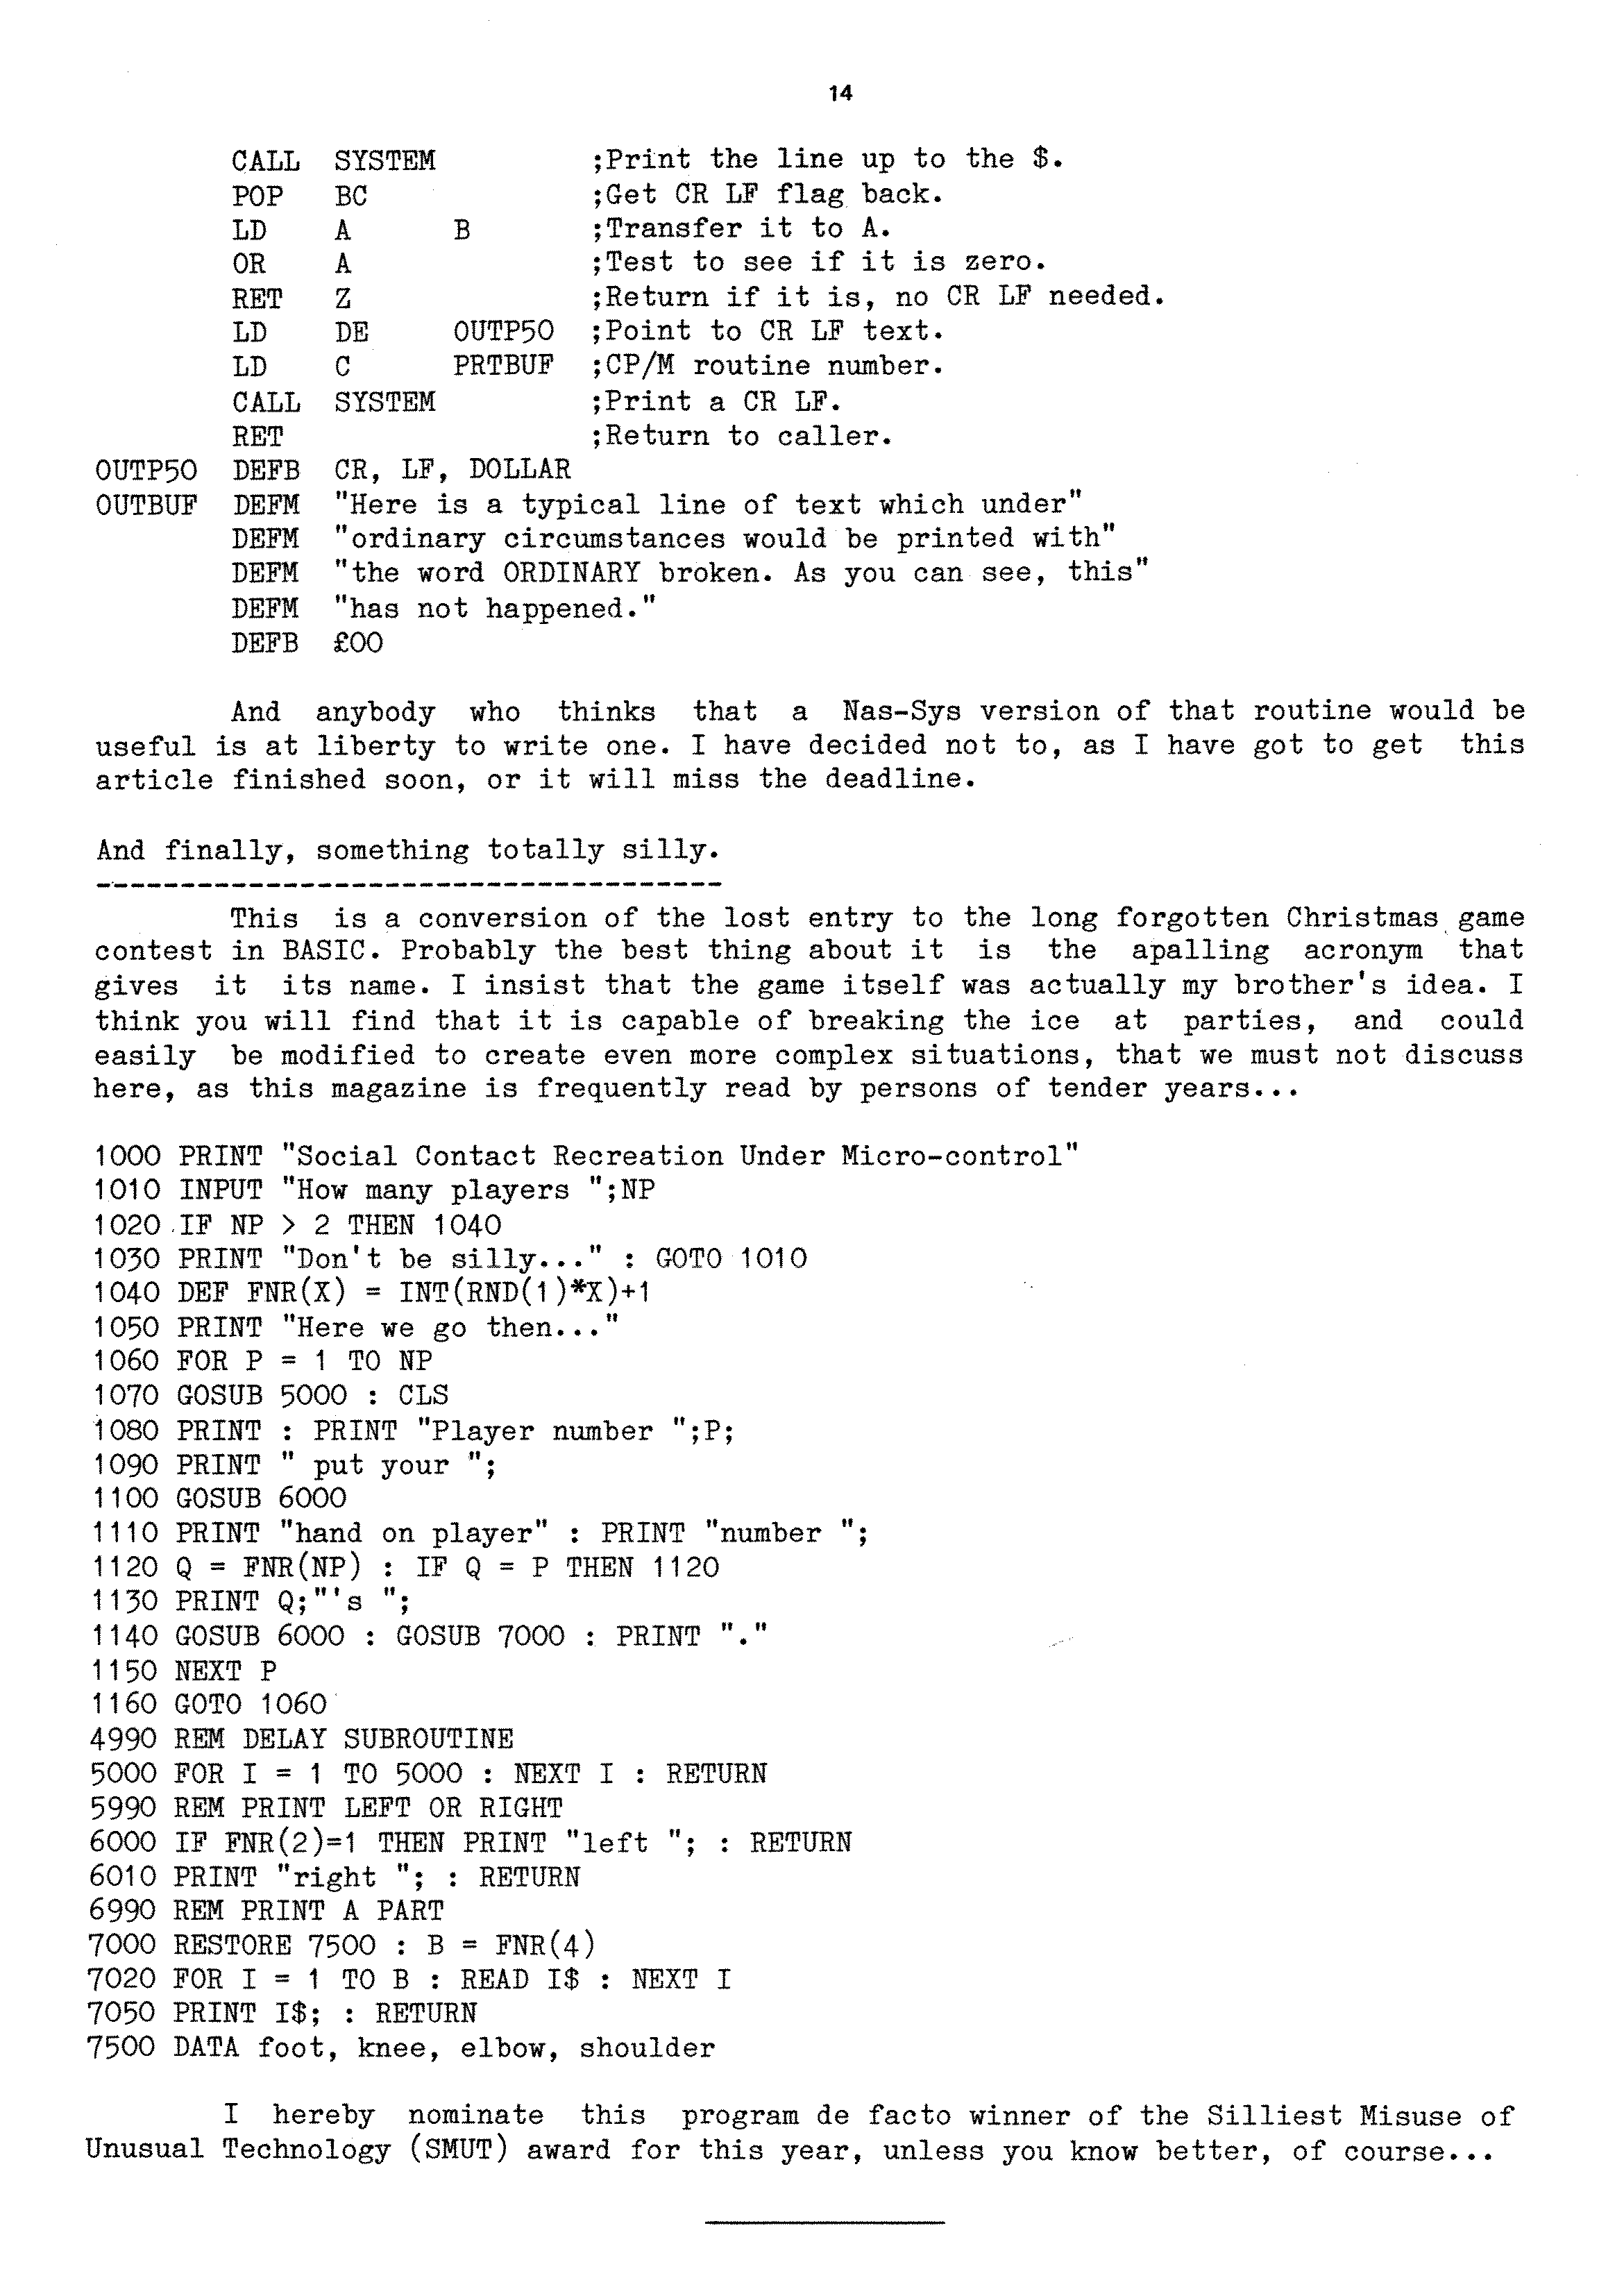 14
CALL SYSTEM ;Print the line up to the $.
POP BC ;Get CR LF flag back.
LD A B ;Transfer it to A.
OR A ;Test to see if it is zero.
RET Z ;Return if it is, no CR LF needed.
LD DE OUTP50 ;Point to CR LF text.
LD C PRTBUF ;CP/M routine number.
CALL SYSTEM ;Print a CR LF.
RET ;Return to caller.
OUTP50 DEFB CR, LF, DOLLAR
OUTBUF DEFM "Here is a typical line of text which under"
DEFM "ordinary circumstances would be printed with"
DEFM "the word ORDINARY broken. As you can see, this"
DEFM "has not happened."
DEFB £00
And anybody who thinks that a Nas-Sys version of that routine would be
useful is at liberty to write one. I have decided not to, as I have got to get this
article finished soon, or it will miss the deadline.
And finally, something totally silly.
-------------------------------------
This is a conversion of the lost entry to the long forgotten Christmas game
contest in BASIC. Probably the best thing about it is the apalling acronym that
gives it its name. I insist that the game itself was actually my brother's idea. I
think you will find that it is capable of breaking the ice at parties, and could
easily be modified to create even more complex situations, that we must not discuss
here, as this magazine is frequently read by persons of tender years...
1000 PRINT "Social Contact Recreation Under Micro-control"
1010 INPUT "How many players ";NP
1020 IF NP > 2 THEN 1040
1030 PRINT "Don't be silly..." : GOTO 1010
1040 DEF FNR(X) = INT(RND(1)*X)+1
1050 PRINT "Here we go then..."
1060 FOR P = 1 TO NP
1070 GOSUB 5000 : CLS
1080 PRINT : PRINT "Player number ";P;
1090 PRINT " put your ";
1100 GOSUB 6000
1110 PRINT "hand on player" : PRINT "number ";
1120 Q = FNR(NP) : IF Q = P THEN 1120
1130 PRINT Q;"'s ";
1140 GOSUB 6000 : GOSUB 7000 : PRINT "."
1150 NEXT P
1160 GOTO 1060
4990 REM DELAY SUBROUTINE
5000 FOR I = 1 TO 5000 : NEXT I : RETURN
5990 REM PRINT LEFT OR RIGHT
6000 IF FNR(2)=1 THEN PRINT "left "; : RETURN
6010 PRINT "right "; : RETURN
6990 REM PRINT A PART
7000 RESTORE 7500 : B = FNR(4)
7020 FOR I = 1 TO B : READ I$ : NEXT I
7050 PRINT I$; : RETURN
7500 DATA foot, knee, elbow, shoulder
I hereby nominate this program de facto winner of the Silliest Misuse of
Unusual Technology (SMUT) award for this year, unless you know better, of course...